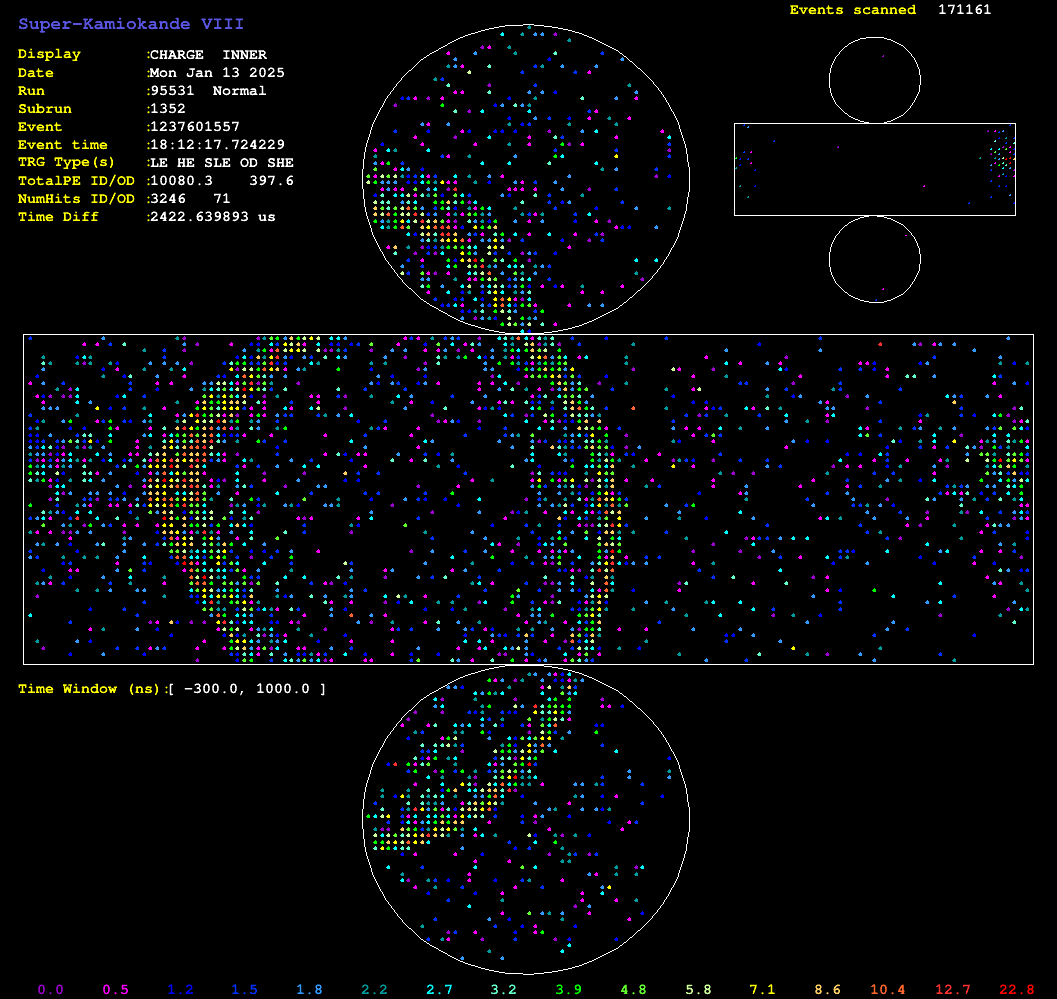 Super-Kamiokande VIII
Events scanned 171161
Display :CHARGE INNER
Date :Mon Jan 13 2025
Run :95531 Normal
Subrun :1352
Event :1237601557
Event time :18:12:17.724229
TRG Type(s) :LE HE SLE OD SHE
TotalPE ID/OD :10080.3 397.6
NumHits ID/OD :3246 71
Time Diff :2422.639893 us
Time Window (ns):[ -300.0, 1000.0 ]
0.0 0.5 1.2 1.5 1.8 2.2 2.7 3.2 3.9 4.8 5.8 7.1 8.6 10.4 12.7 22.8